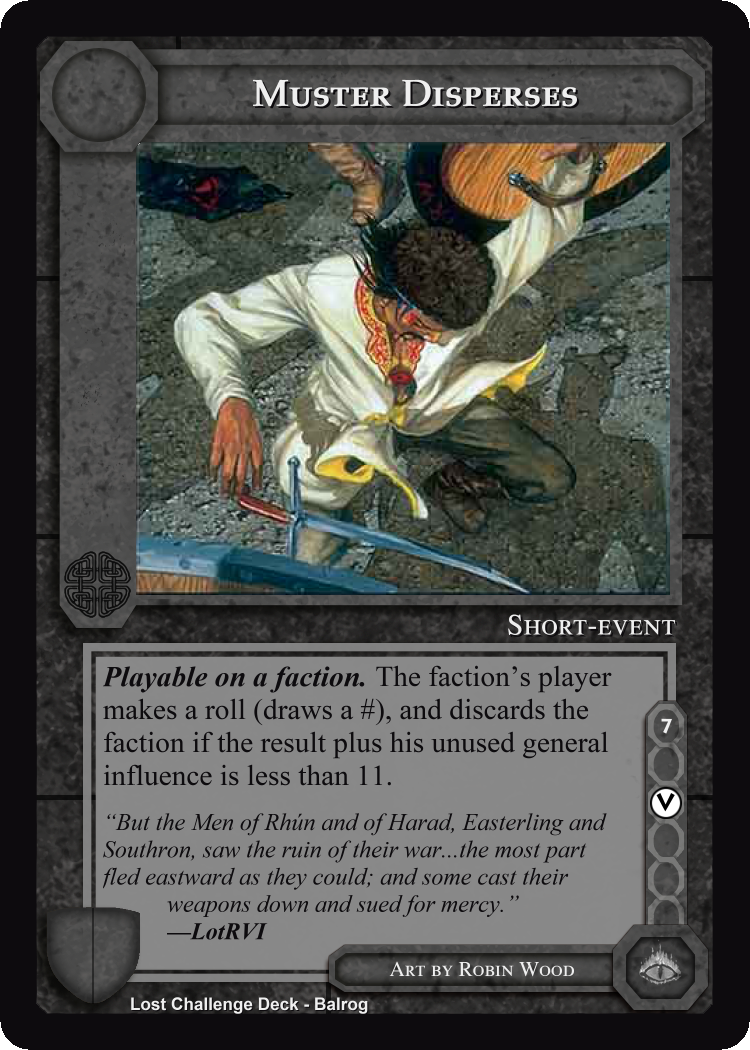 Muster Disperses
Short-event
Playable on a faction. The faction's player
makes a roll (draws a #), and discards the
faction if the result plus his unused general
influence is less than 11.
7
V
“But the Men of Rhún and of Harad, Easterling and
Southron, saw the ruin of their war...the most part
fled eastward as they could; and some cast their
weapons down and sued for mercy.”
—LotRVI
Art by Robin Wood
Lost Challenge Deck - Balrog